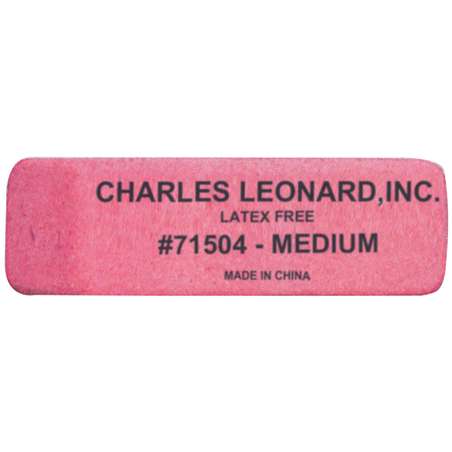 CHARLES LEONARD,INC.
LATEX FREE
#71504 - MEDIUM
MADE IN CHINA